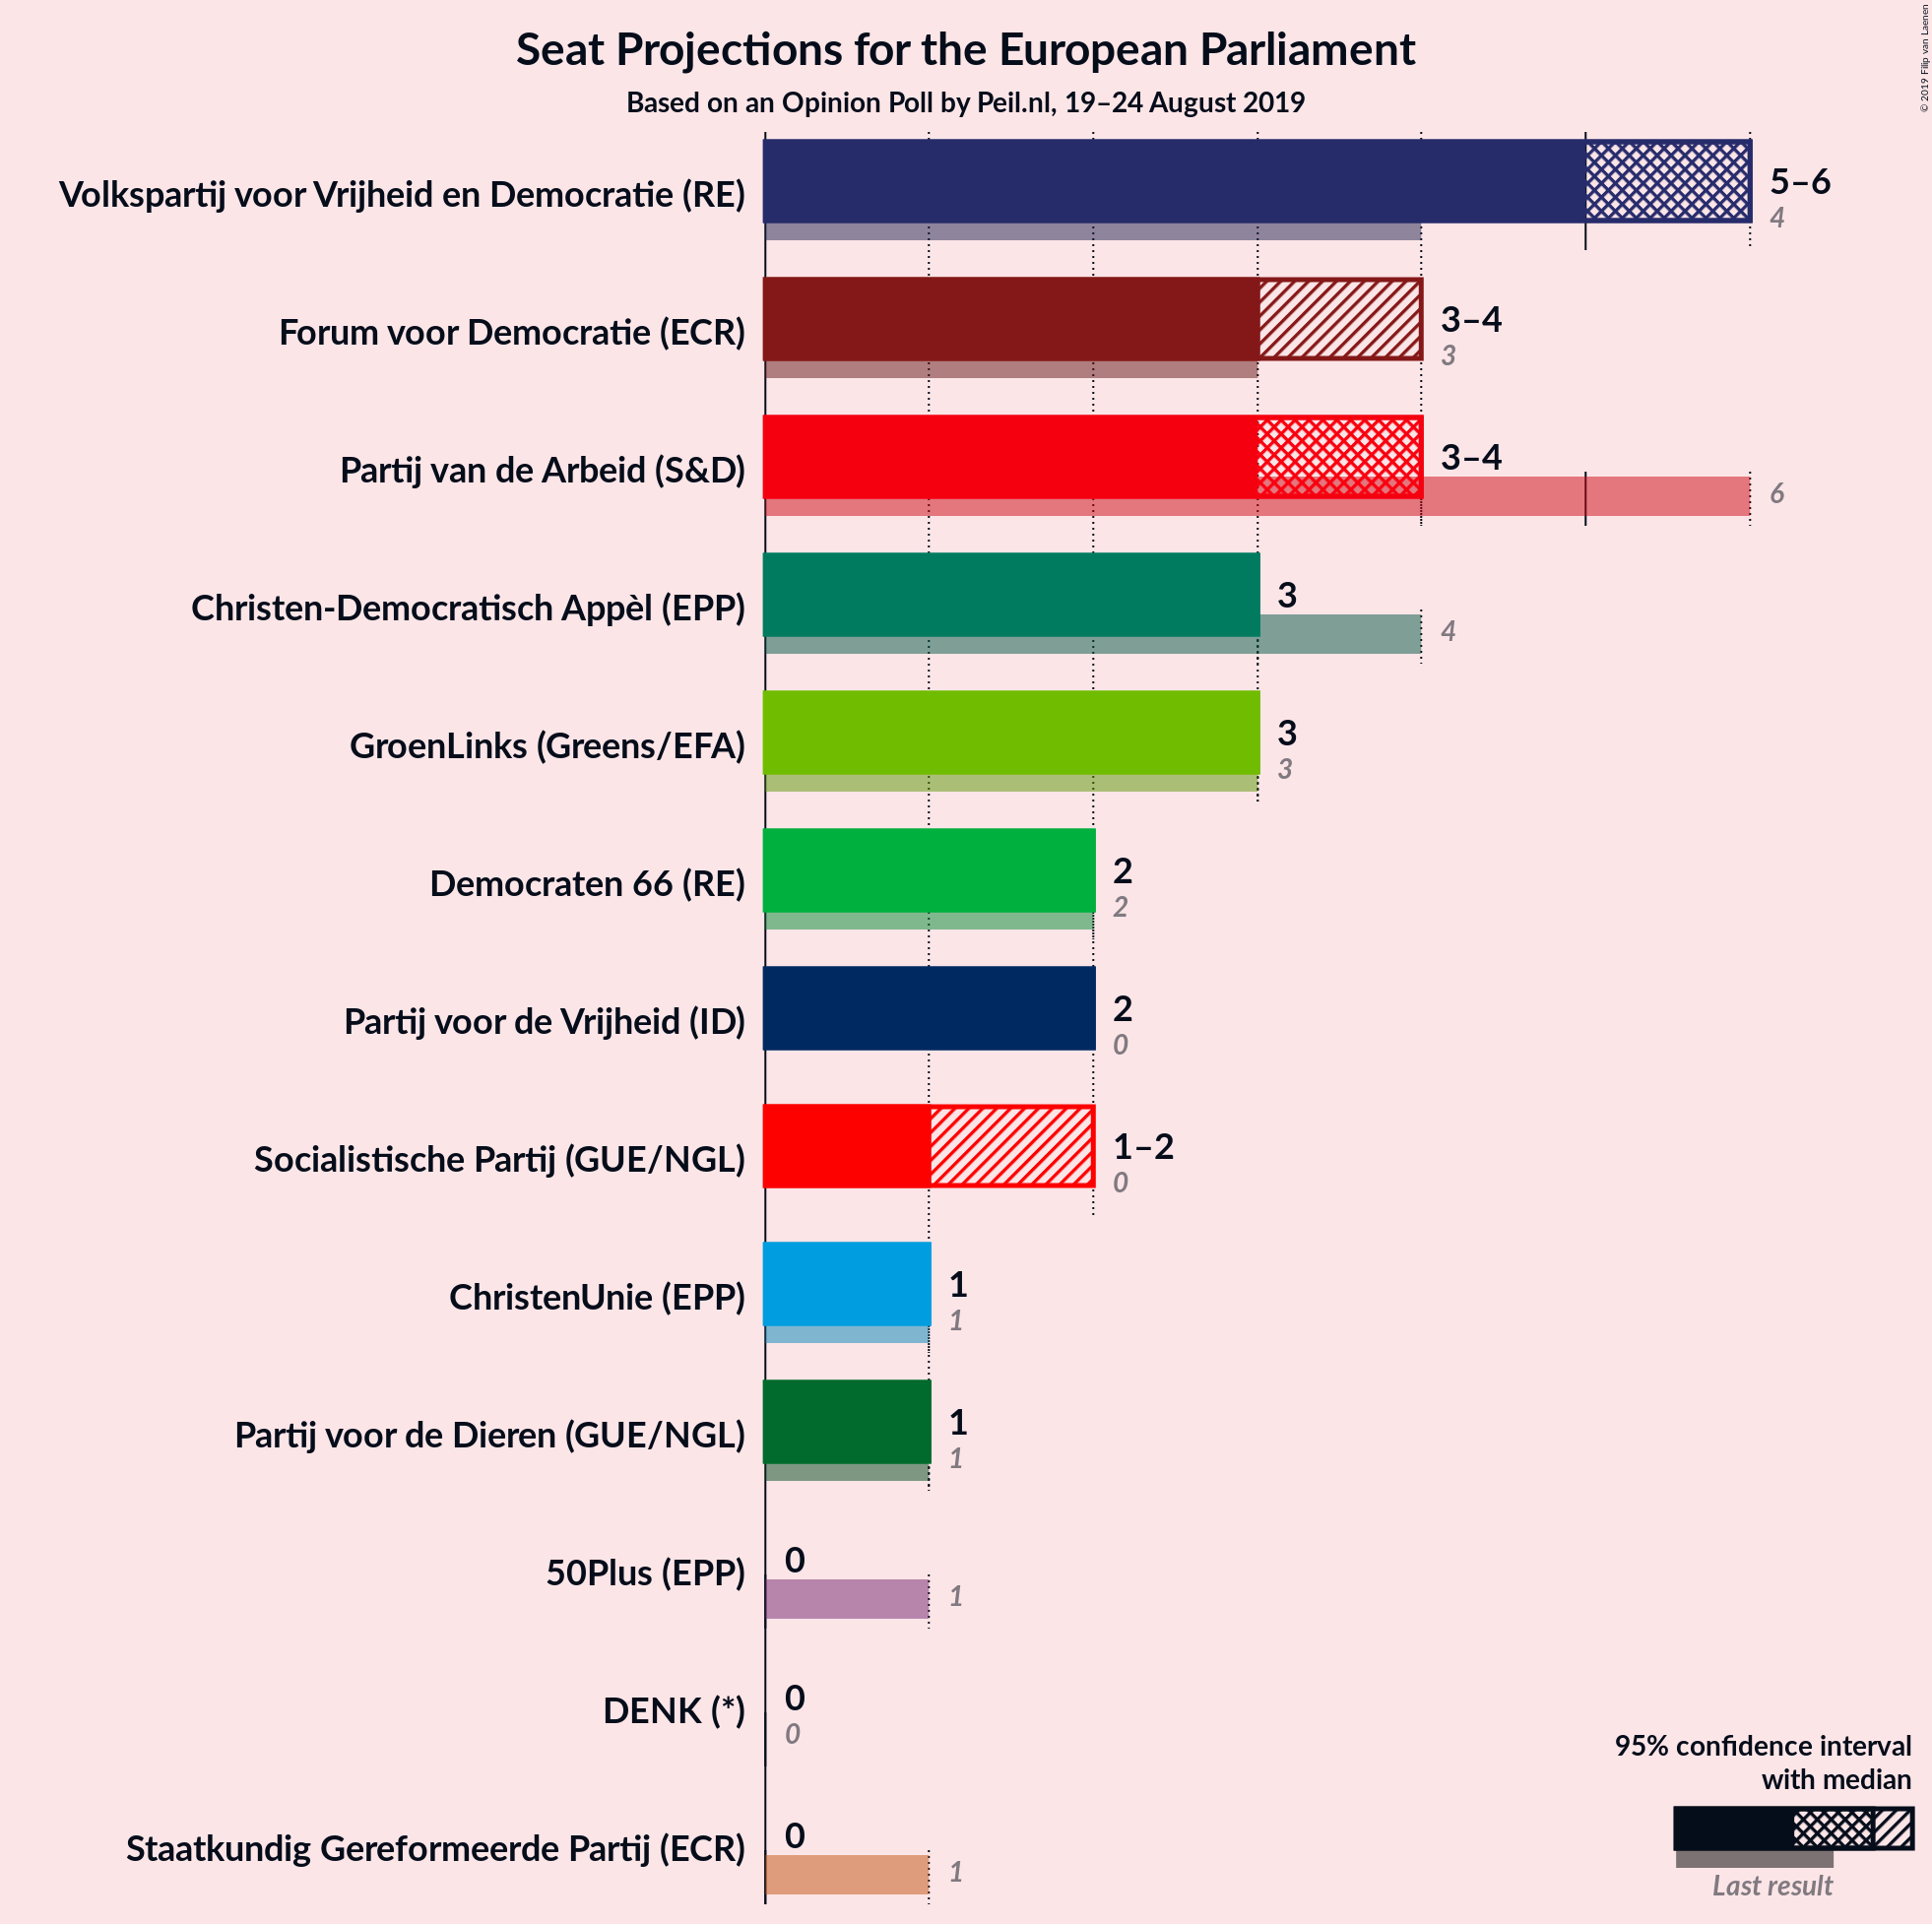 Seat Projections for the European Parliament
Based on an Opinion Poll by Peil.nl, 19–24 August 2019
© 2019 Filip van Laenen
Volkspartij voor Vrijheid en Democratie (RE)
5–6
4
Forum voor Democratie (ECR)
3–4
3
Partij van de Arbeid (S&D)
3–4
6
Christen-Democratisch Appèl (EPP)
3
4
GroenLinks (Greens/EFA)
3
3
Democraten 66 (RE)
2
2
Partij voor de Vrijheid (ID)
2
0
Socialistische Partij (GUE/NGL)
1–2
0
ChristenUnie (EPP)
1
1
Partij voor de Dieren (GUE/NGL)
1
1
50Plus (EPP)
0
1
DENK (*)
0
0
Staatkundig Gereformeerde Partij (ECR)
0
1
95% confidence interval
with median
Last result